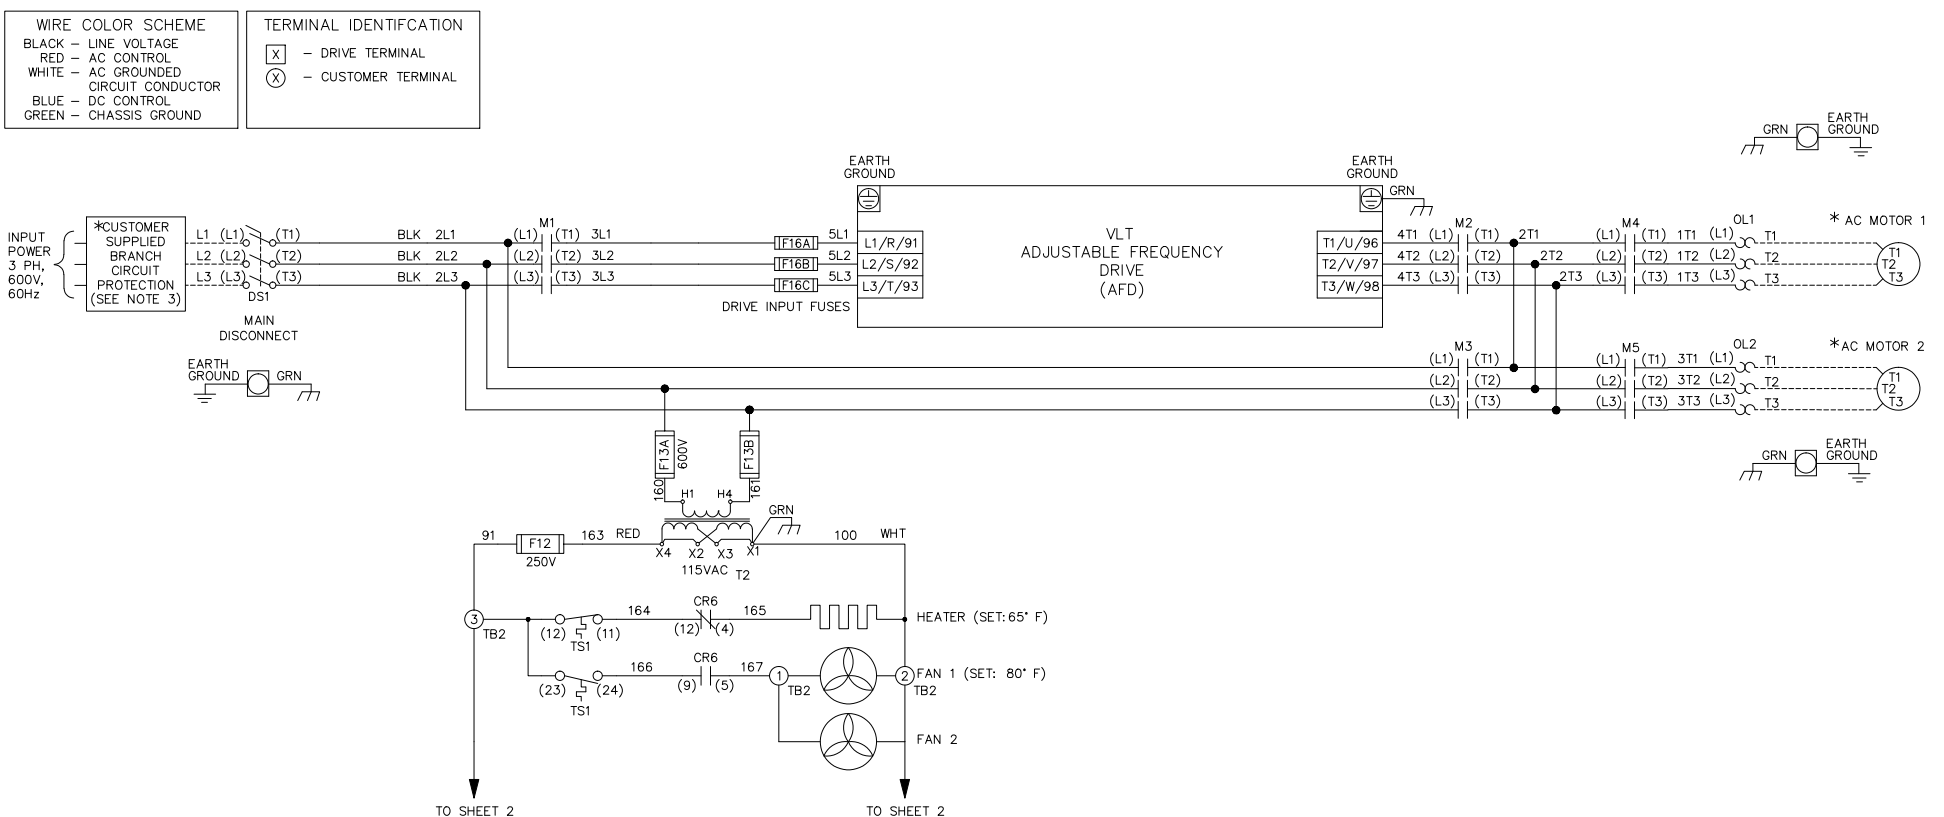 WIRE COLOR SCHEME
BLACK – LINE VOLTAGE
RED – AC CONTROL
WHITE – AC GROUNDED
CIRCUIT CONDUCTOR
BLUE – DC CONTROL
GREEN – CHASSIS GROUND
TERMINAL IDENTIFCATION
X – DRIVE TERMINAL
X – CUSTOMER TERMINAL
GRN
EARTH
GROUND
EARTH
GROUND
EARTH
GROUND
GRN
INPUT
POWER
3 PH,
600V,
60Hz
*CUSTOMER
SUPPLIED
BRANCH
CIRCUIT
PROTECTION
(SEE NOTE 3)
L1 (L1) (T1) BLK 2L1 (L1) M1 (T1) 3L1 F16A 5L1 L1/R/91
L2 (L2) (T2) BLK 2L2 (L2) (T2) 3L2 F16B 5L2 L2/S/92
L3 (L3) (T3) BLK 2L3 (L3) (T3) 3L3 F16C 5L3 L3/T/93
DS1
MAIN
DISCONNECT
DRIVE INPUT FUSES
VLT
ADJUSTABLE FREQUENCY
DRIVE
(AFD)
T1/U/96 4T1 (L1) M2 (T1) 2T1 (L1) M4 (T1) 1T1 (L1) OL1 T1
T2/V/97 4T2 (L2) (T2) 2T2 (L2) (T2) 1T2 (L2) T2
T3/W/98 4T3 (L3) (T3) 2T3 (L3) (T3) 1T3 (L3) T3
* AC MOTOR 1
T1
T2
T3
EARTH
GROUND
GRN
(L1) M3 (T1) (L1) M5 (T1) 3T1 (L1) OL2 T1
(L2) (T2) (L2) (T2) 3T2 (L2) T2
(L3) (T3) (L3) (T3) 3T3 (L3) T3
* AC MOTOR 2
T1
T2
T3
GRN
EARTH
GROUND
F13A
600V
F13B
160
161
H1 H4
GRN
91 F12 163 RED
250V
X4 X2 X3 X1
115VAC T2
100 WHT
3
TB2
(12) (11)
TS1
164
CR6
(12) (4)
165
HEATER (SET: 65° F)
(23) (24)
TS1
166
CR6
(9) (5)
167
1
TB2
2
TB2
FAN 1 (SET: 80° F)
FAN 2
TO SHEET 2
TO SHEET 2